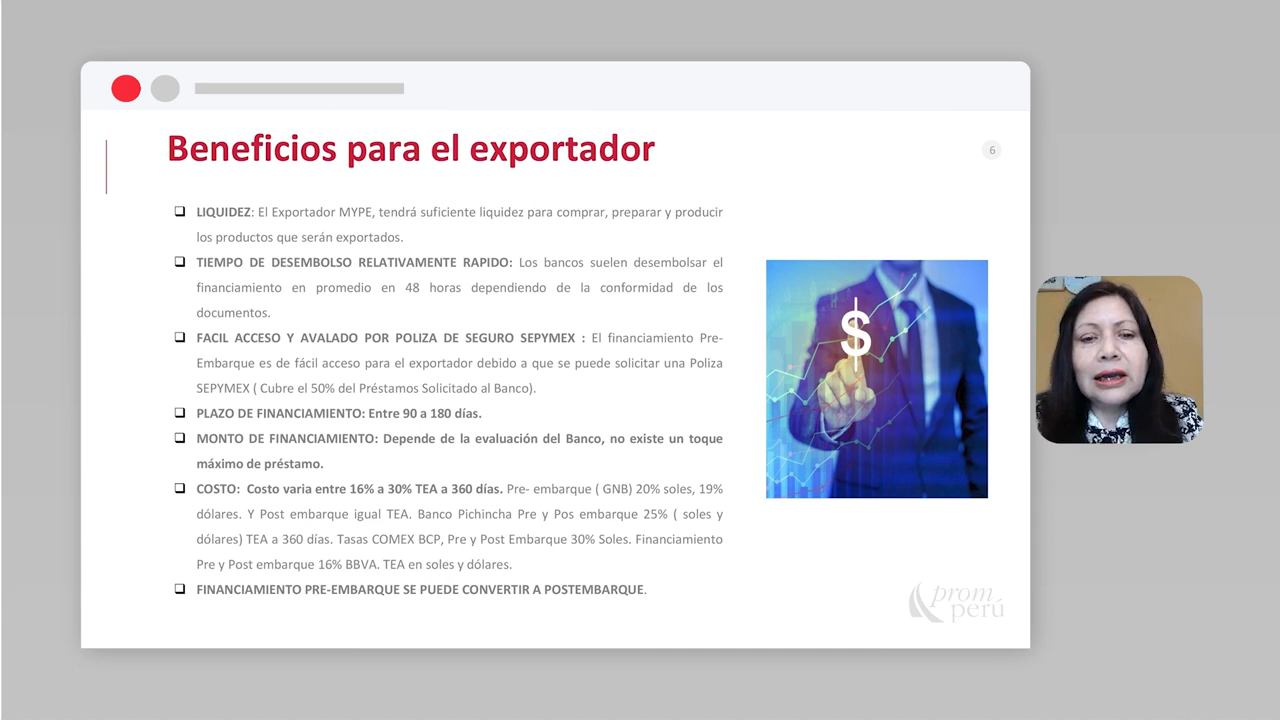 Beneficios para el exportador
6
LIQUIDEZ: El Exportador MYPE, tendrá suficiente liquidez para comprar, preparar y producir
los productos que serán exportados.
TIEMPO DE DESEMBOLSO RELATIVAMENTE RAPIDO: Los bancos suelen desembolsar el
financiamiento en promedio en 48 horas dependiendo de la conformidad de los
documentos.
FACIL ACCESO Y AVALADO POR POLIZA DE SEGURO SEPYMEX : El financiamiento Pre-
Embarque es de fácil acceso para el exportador debido a que se puede solicitar una Poliza
SEPYMEX ( Cubre el 50% del Préstamos Solicitado al Banco).
PLAZO DE FINANCIAMIENTO: Entre 90 a 180 días.
MONTO DE FINANCIAMIENTO: Depende de la evaluación del Banco, no existe un toque
máximo de préstamo.
COSTO: Costo varia entre 16% a 30% TEA a 360 días. Pre- embarque ( GNB) 20% soles, 19%
dólares. Y Post embarque igual TEA. Banco Pichincha Pre y Pos embarque 25% ( soles y
dólares) TEA a 360 días. Tasas COMEX BCP, Pre y Post Embarque 30% Soles. Financiamiento
Pre y Post embarque 16% BBVA. TEA en soles y dólares.
FINANCIAMIENTO PRE-EMBARQUE SE PUEDE CONVERTIR A POSTEMBARQUE.
$
prom
perú